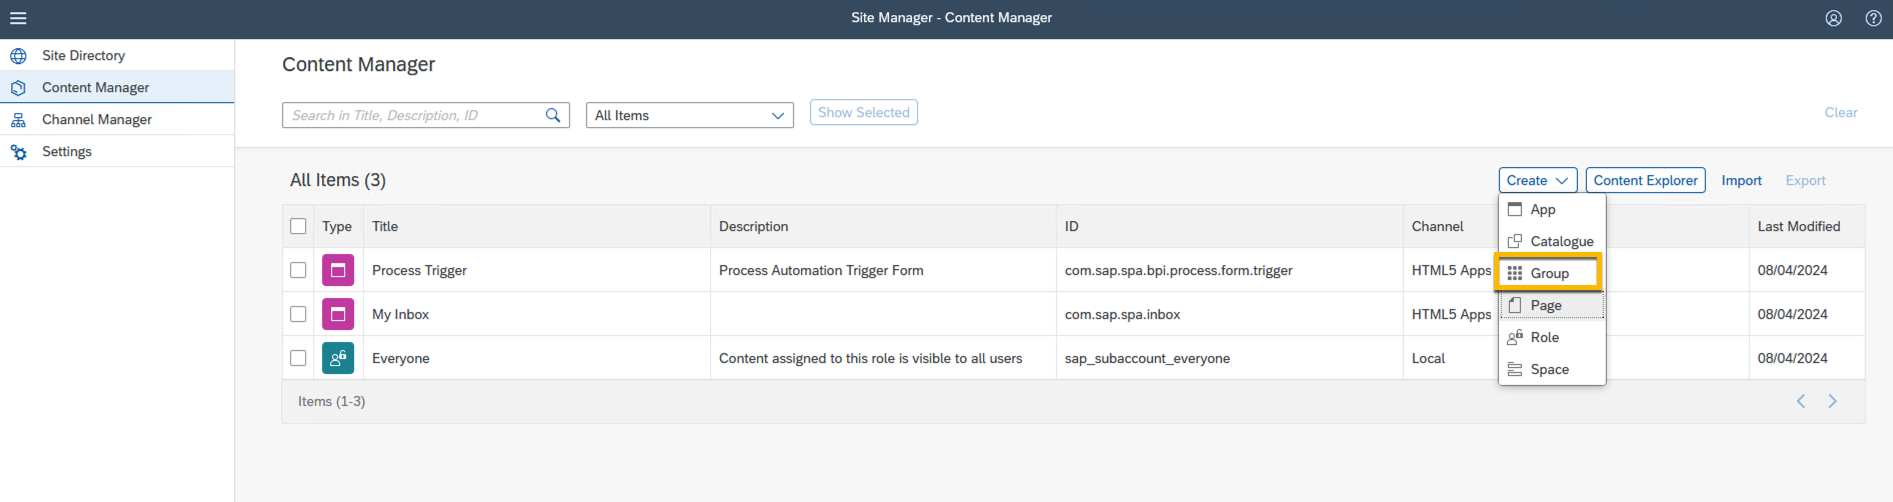 Site Manager - Content Manager
Site Directory
Content Manager
Channel Manager
Settings
Content Manager
Search in Title, Description, ID
All Items
Show Selected
Clear
All Items (3)
Create
Content Explorer
Import
Export
App
Catalogue
Group
Page
Role
Space
Type Title Description ID Channel Last Modified
Process Trigger Process Automation Trigger Form com.sap.spa.bpi.process.form.trigger HTML5 Apps 08/04/2024
My Inbox com.sap.spa.inbox HTML5 Apps 08/04/2024
Everyone Content assigned to this role is visible to all users sap_subaccount_everyone Local 08/04/2024
Items (1-3)